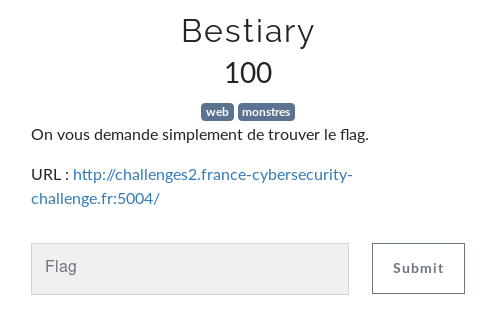 Bestiary
100
web monstres
On vous demande simplement de trouver le flag.
URL : http://challenges2.france-cybersecurity-
challenge.fr:5004/
Flag Submit